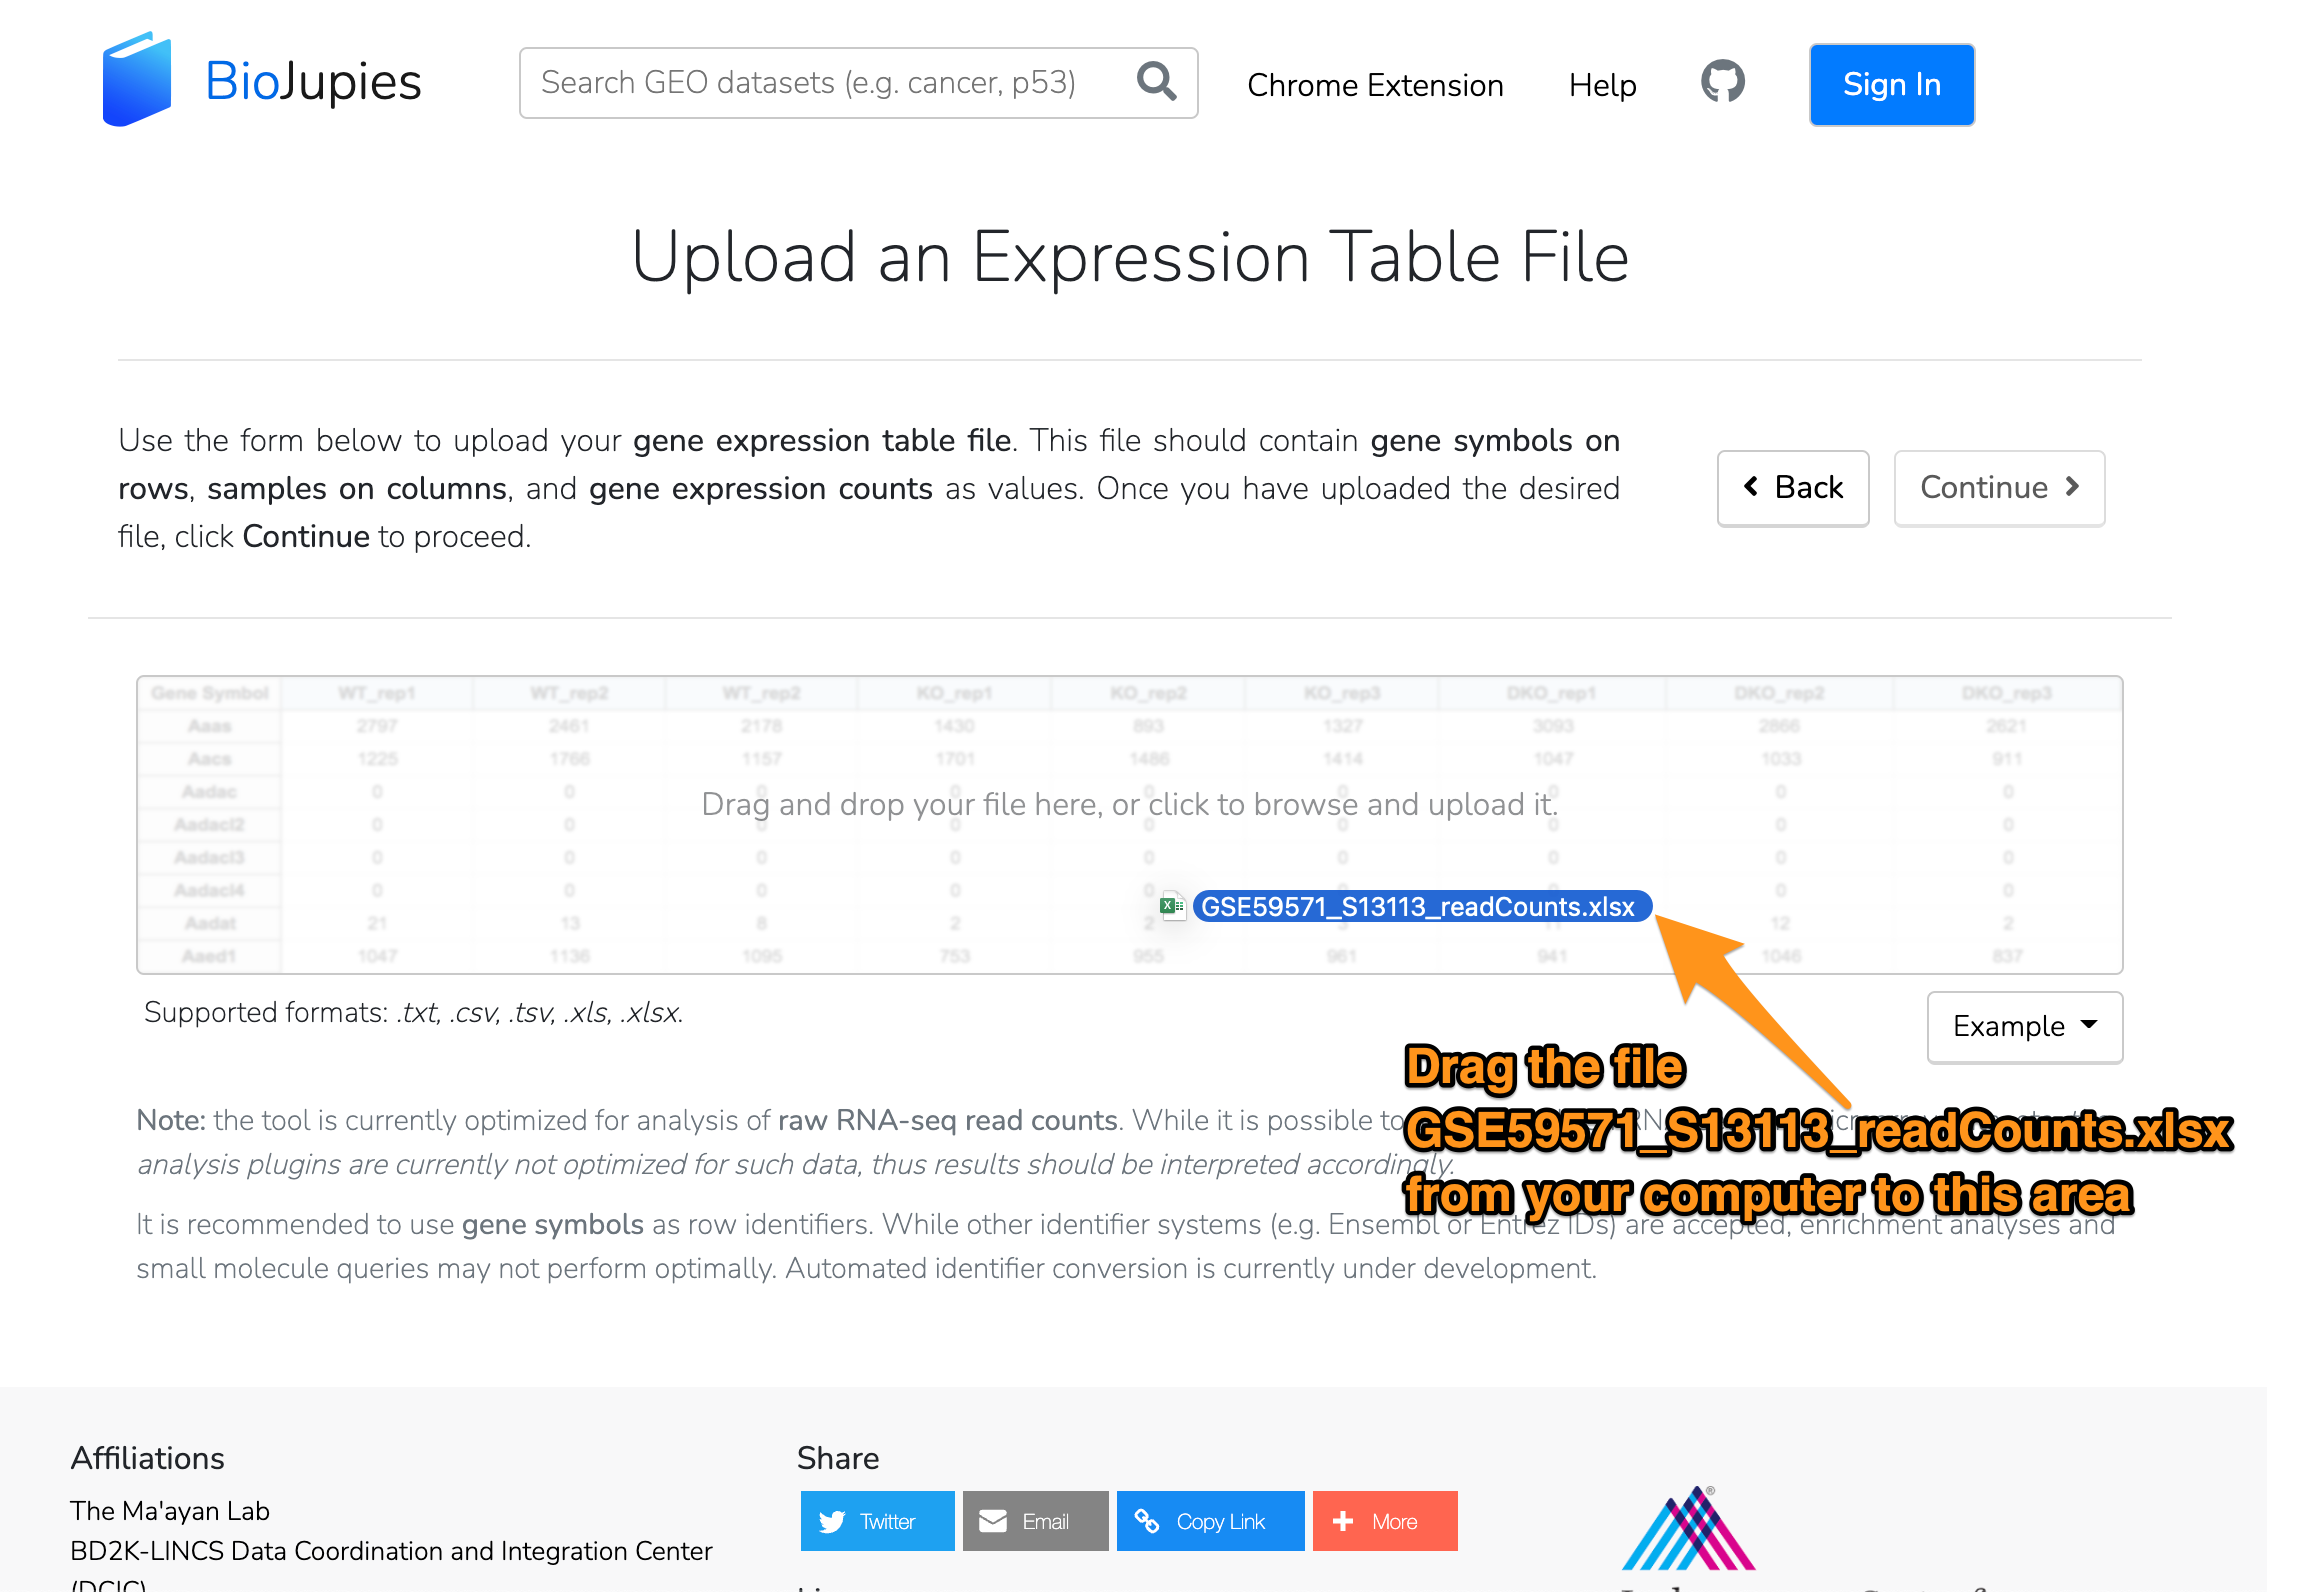 BioJupies
Search GEO datasets (e.g. cancer, p53)
Chrome Extension
Help
Sign In
Upload an Expression Table File
Use the form below to upload your gene expression table file. This file should contain gene symbols on
rows, samples on columns, and gene expression counts as values. Once you have uploaded the desired
file, click Continue to proceed.
Back
Continue
Gene Symbol WT_rep1 WT_rep2 WT_rep2 KO_rep1 KO_rep2 KO_rep3 DKO_rep1 DKO_rep2 DKO_rep3
Aaas 2797 2461 2178 1430 893 1327 3093 2866 2621
Aacs 1225 1766 1157 1701 1486 1414 1047 1033 911
Aadac 0 0 0 0 0 0 0 0 0
Drag and drop your file here, or click to browse and upload it.
Aadacl2 0 0 0 0 0 0 0 0 0
Aadacl3 0 0 0 0 0 0 0 0 0
Aadacl4 0 0 0 0 0 0 0
GSE59571_S13113_readCounts.xlsx
Aadat 21 13 8 2 2 3 11 12 2
Aaed1 1047 1136 1095 753 955 961 941 1046 837
Supported formats: .txt, .csv, .tsv, .xls, .xlsx.
Example
Drag the file
GSE59571_S13113_readCounts.xlsx
from your computer to this area
Note: the tool is currently optimized for analysis of raw RNA-seq read counts. While it is possible to
analysis plugins are currently not optimized for such data, thus results should be interpreted accordingly.
It is recommended to use gene symbols as row identifiers. While other identifier systems (e.g. Ensembl or Entrez IDs) are accepted, enrichment analyses and
small molecule queries may not perform optimally. Automated identifier conversion is currently under development.
Affiliations
The Ma'ayan Lab
BD2K-LINCS Data Coordination and Integration Center
(DCIC)
Share
Twitter
Email
Copy Link
More
®